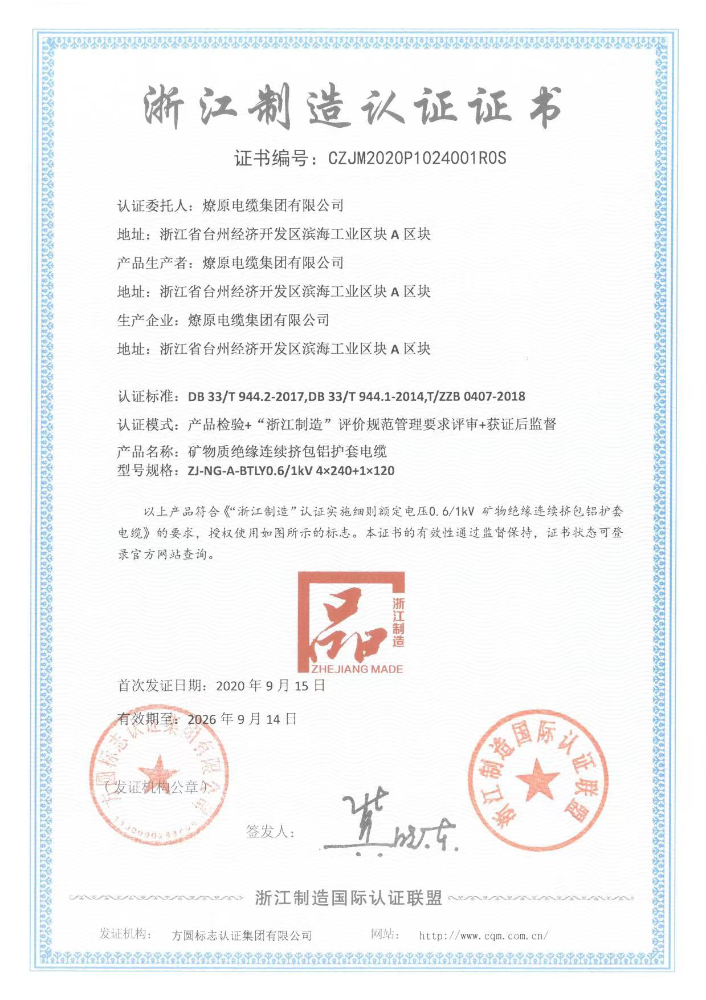 浙江制造认证证书
证书编号：CZJM2020P1024001R0S
认证委托人：燎原电缆集团有限公司
地址：浙江省台州经济开发区滨海工业区块 A 区块
产品生产者：燎原电缆集团有限公司
地址：浙江省台州经济开发区滨海工业区块 A 区块
生产企业：燎原电缆集团有限公司
地址：浙江省台州经济开发区滨海工业区块 A 区块
认证标准：DB 33/T 944.2-2017,DB 33/T 944.1-2014,T/ZZB 0407-2018
认证模式：产品检验+“浙江制造”评价规范管理要求评审+获证后监督
产品名称：矿物质绝缘连续挤包铝护套电缆
型号规格：ZJ-NG-A-BTLY0.6/1kV 4×240+1×120
以上产品符合《“浙江制造”认证实施细则额定电压0.6/1kV 矿物绝缘连续挤包铝护套
电缆》的要求，授权使用如图所示的标志。本证书的有效性通过监督保持，证书状态可登
录官方网站查询。
品
浙江制造
ZHEJIANG MADE
首次发证日期：2020 年 9 月 15 日
有效期至：2026 年 9 月 14 日
方圆标志认证集团有限公司
（发证机构公章）
浙江制造国际认证联盟
签发人：
浙江制造国际认证联盟
发证机构： 方圆标志认证集团有限公司 网站： http://www.cqm.com.cn/